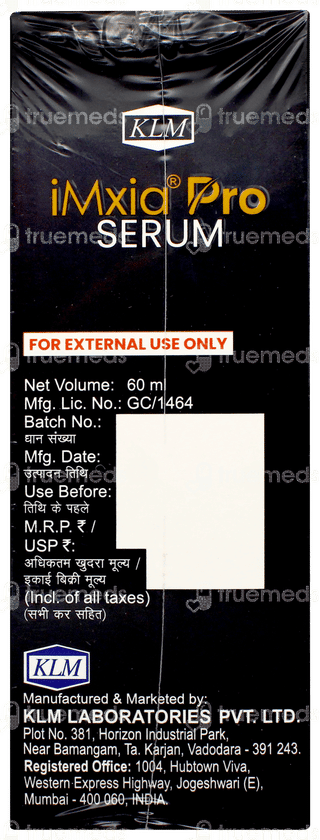 KLM
iMxia® Pro
SERUM
FOR EXTERNAL USE ONLY
Net Volume: 60 ml
Mfg. Lic. No.: GC/1464
Batch No.:
घान संख्या
Mfg. Date:
उत्पादन तिथि
Use Before:
तिथि के पहले
M.R.P. ₹ /
USP ₹:
अधिकतम खुदरा मूल्य /
इकाई बिक्री मूल्य
(Incl. of all taxes)
(सभी कर सहित)
KLM
Manufactured & Marketed by:
KLM LABORATORIES PVT. LTD.
Plot No. 381, Horizon Industrial Park,
Near Bamangam, Ta. Karjan, Vadodara - 391 243.
Registered Office: 1004, Hubtown Viva,
Western Express Highway, Jogeshwari (E),
Mumbai - 400 060, INDIA.
truemeds